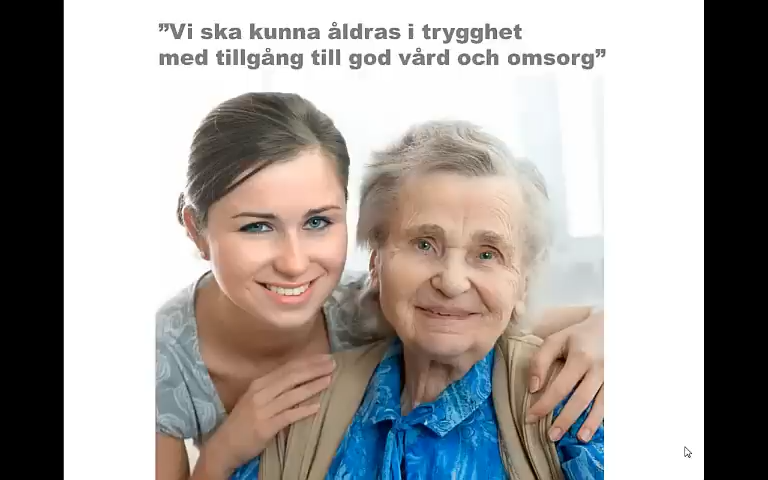 ”Vi ska kunna åldras i trygghet
med tillgång till god vård och omsorg”